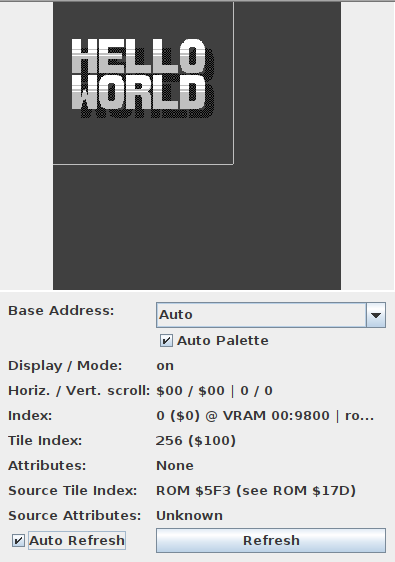 HELLO
WORLD
Base Address: Auto
Auto Palette
Display / Mode: on
Horiz. / Vert. scroll: $00 / $00 | 0 / 0
Index: 0 ($0) @ VRAM 00:9800 | ro...
Tile Index: 256 ($100)
Attributes: None
Source Tile Index: ROM $5F3 (see ROM $17D)
Source Attributes: Unknown
Auto Refresh Refresh